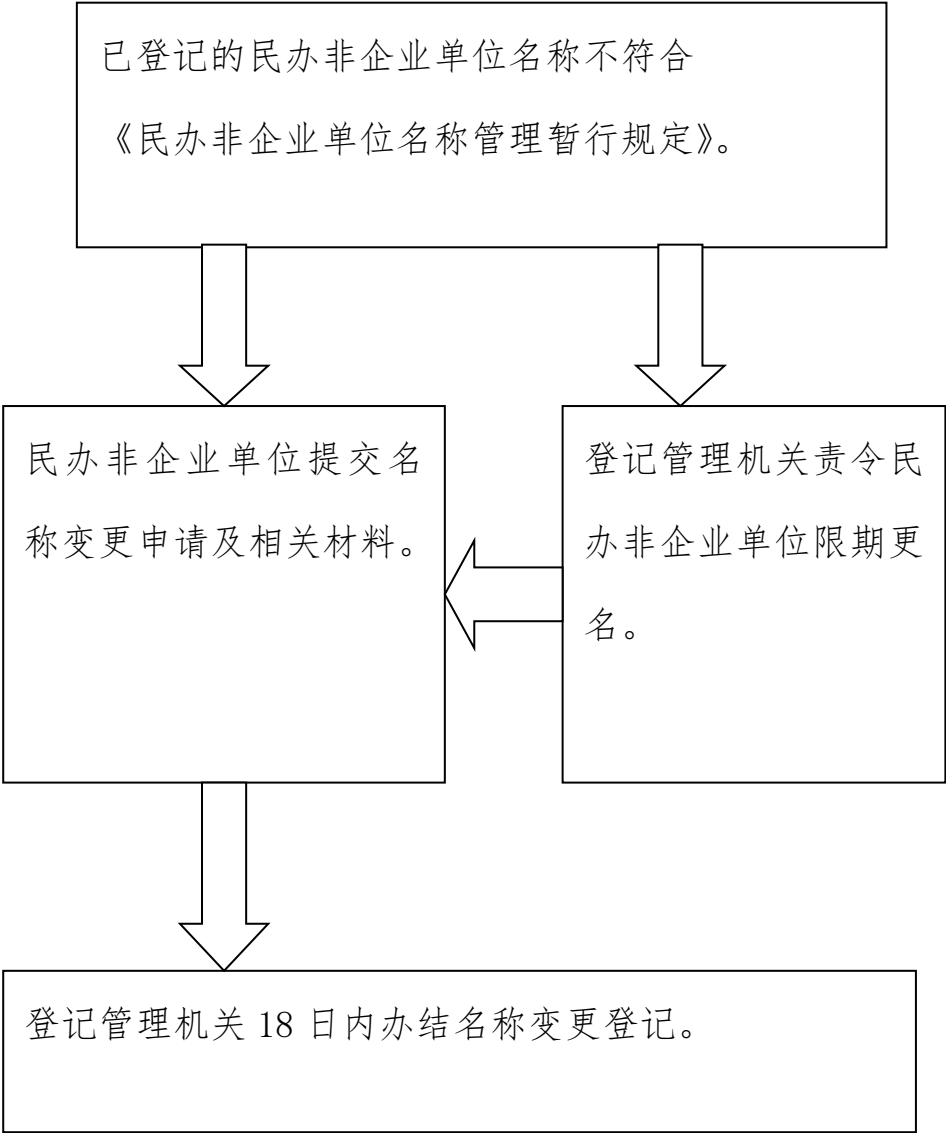 已登记的民办非企业单位名称不符合
《民办非企业单位名称管理暂行规定》。
民办非企业单位提交名
称变更申请及相关材料。
登记管理机关责令民
办非企业单位限期更
名。
登记管理机关 18 日内办结名称变更登记。